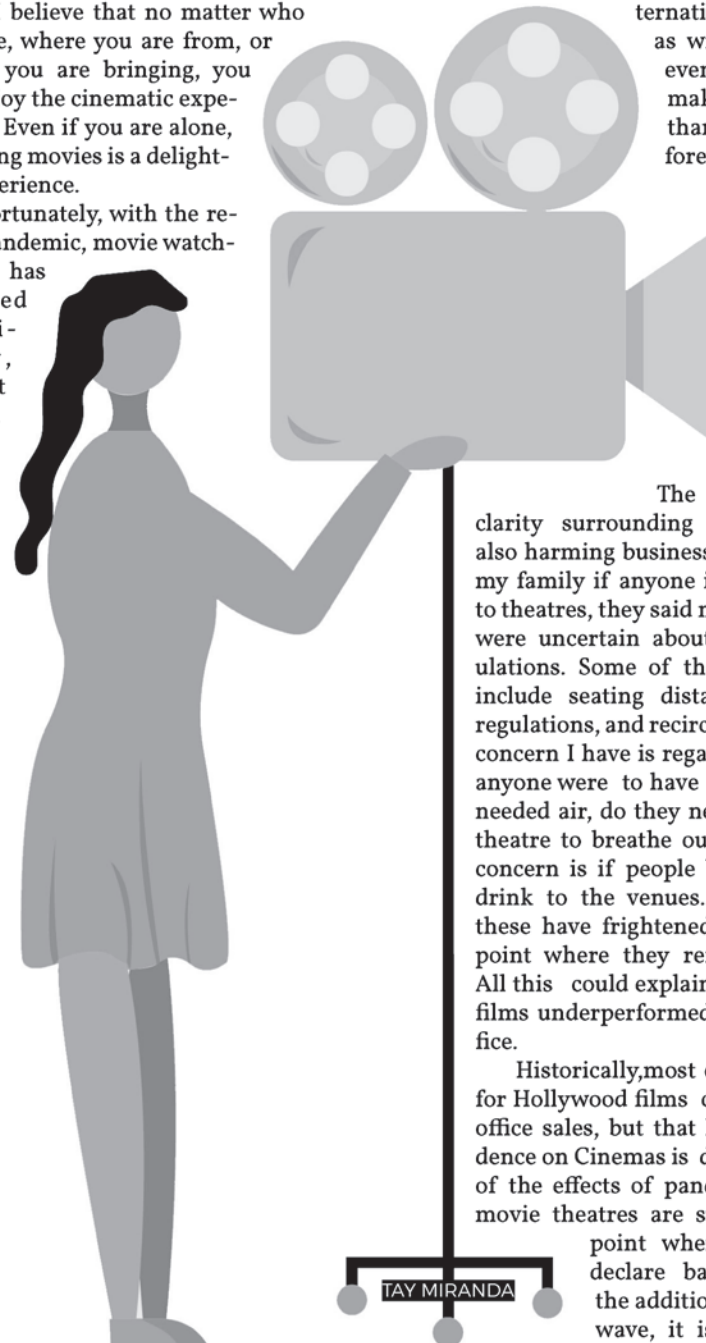 believe that no matter who
e, where you are from, or
you are bringing, you
oy the cinematic expe-
Even if you are alone,
ng movies is a delight-
erience.
ortunately, with the re-
andemic, movie watch-
has
ed
i-
,
t
ternati
as w
even
mak
than
fore
The
clarity surrounding
also harming business
my family if anyone i
to theatres, they said n
were uncertain about
ulations. Some of th
include seating dista
regulations, and recirc
concern I have is rega
anyone were to have
needed air, do they ne
theatre to breathe ou
concern is if people
drink to the venues.
these have frightened
point where they re
All this could explain
films underperformed
fice.
Historically,most
for Hollywood films
office sales, but that
dence on Cinemas is
of the effects of pand
movie theatres are s
point whe
declare ba
the additio
wave, it is
TAY MIRANDA